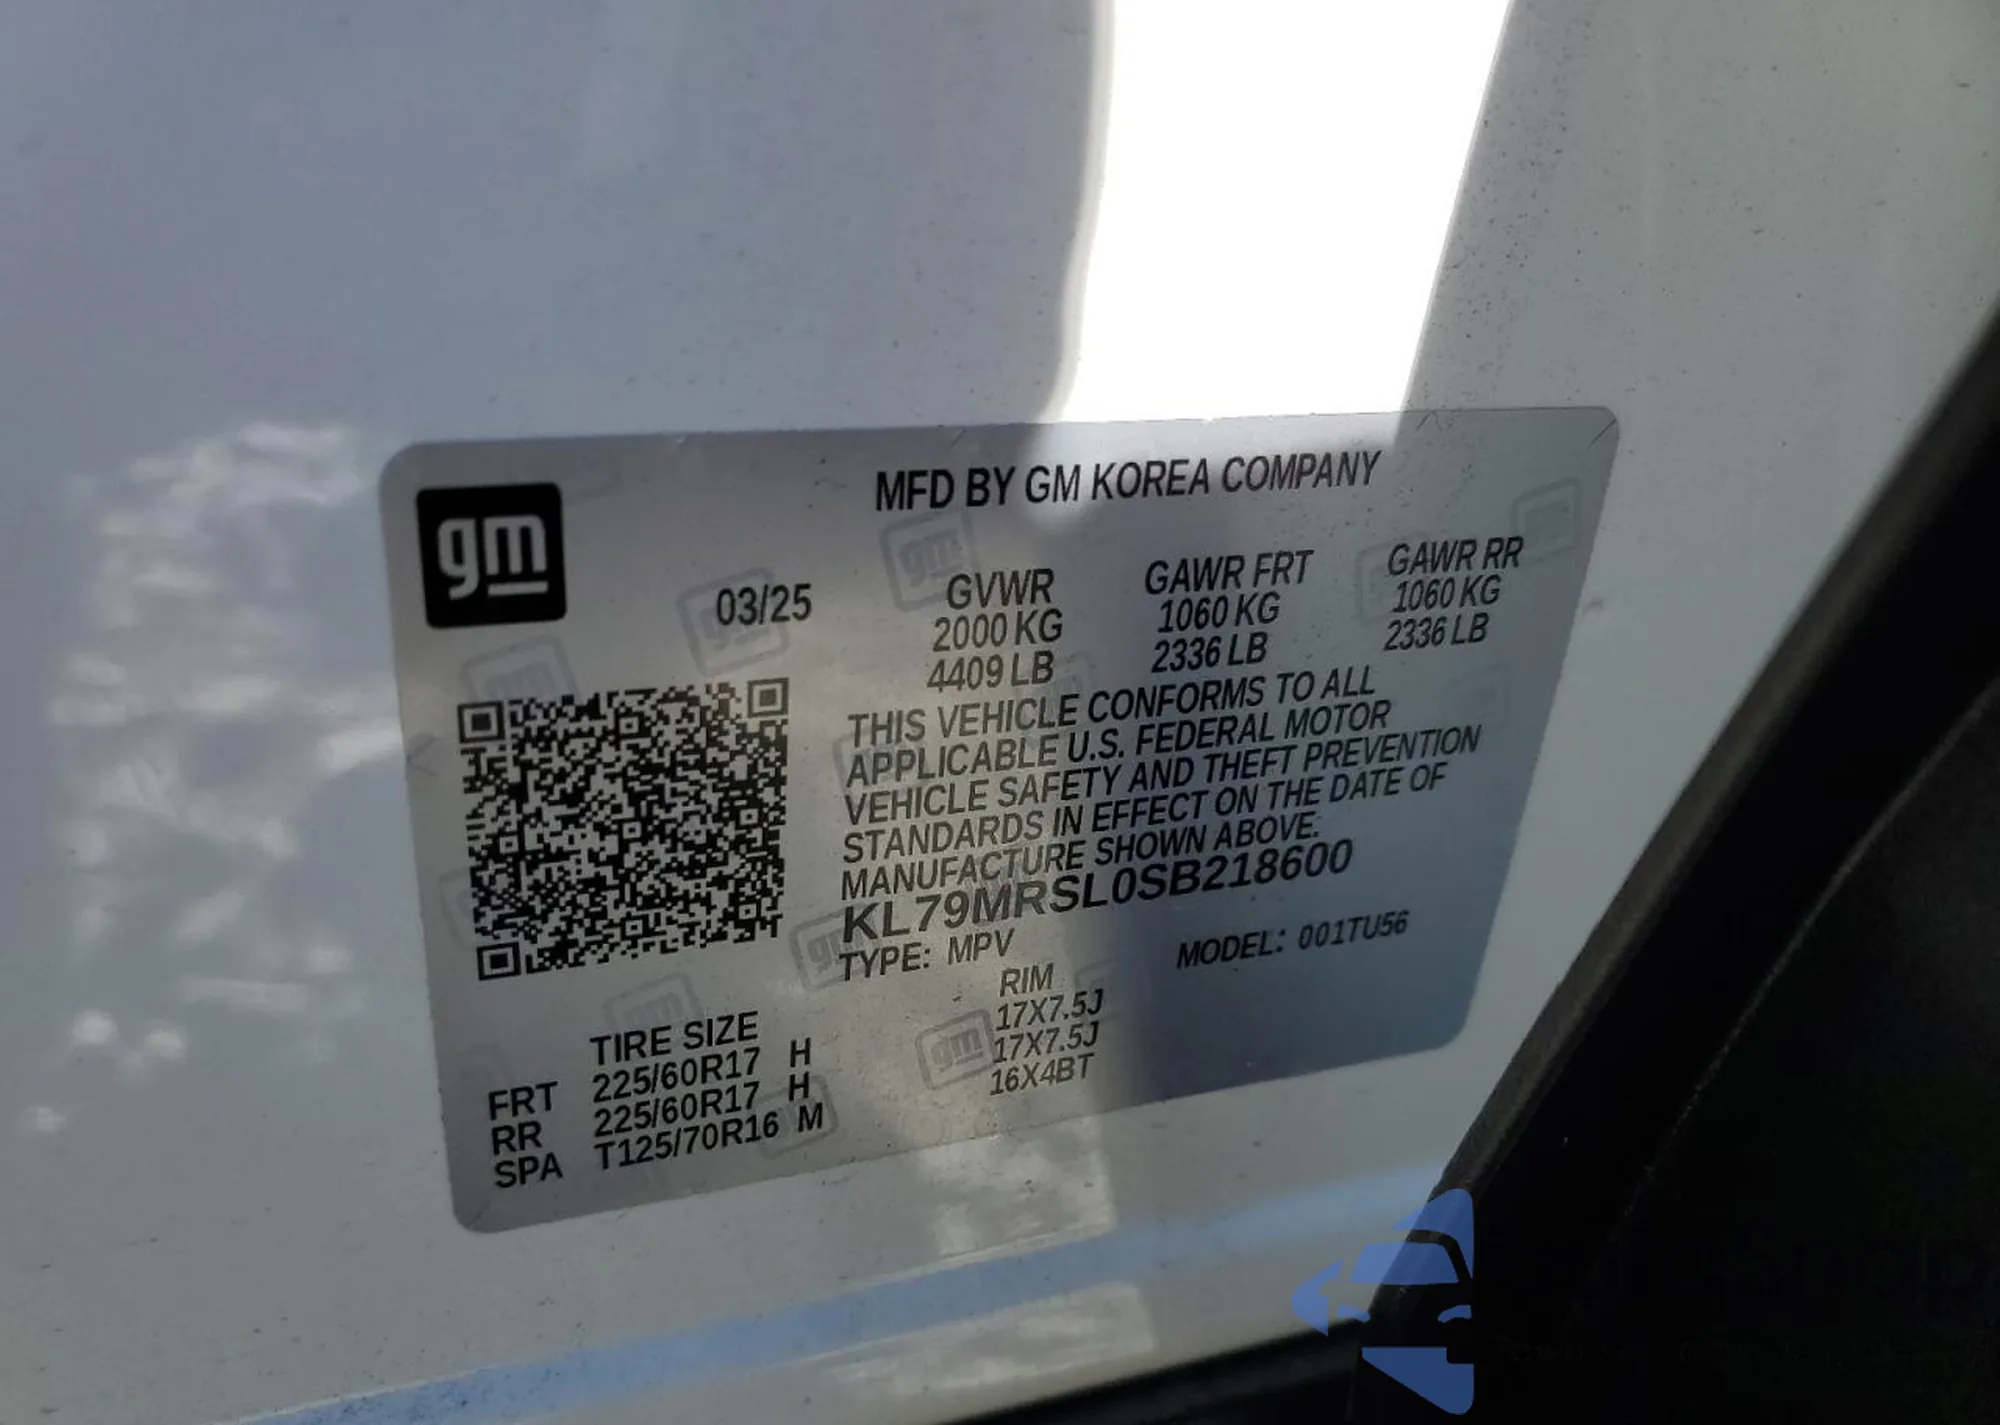 gm
MFD BY GM KOREA COMPANY
03/25
GVWR GAWR FRT GAWR RR
2000 KG 1060 KG 1060 KG
4409 LB 2336 LB 2336 LB
THIS VEHICLE CONFORMS TO ALL
APPLICABLE U.S. FEDERAL MOTOR
VEHICLE SAFETY AND THEFT PREVENTION
STANDARDS IN EFFECT ON THE DATE OF
MANUFACTURE SHOWN ABOVE.
KL79MRSL0SB218600
TYPE: MPV MODEL: 001TU56
TIRE SIZE RIM
FRT 225/60R17 H 17X7.5J
RR 225/60R17 H 17X7.5J
SPA T125/70R16 M 16X4BT